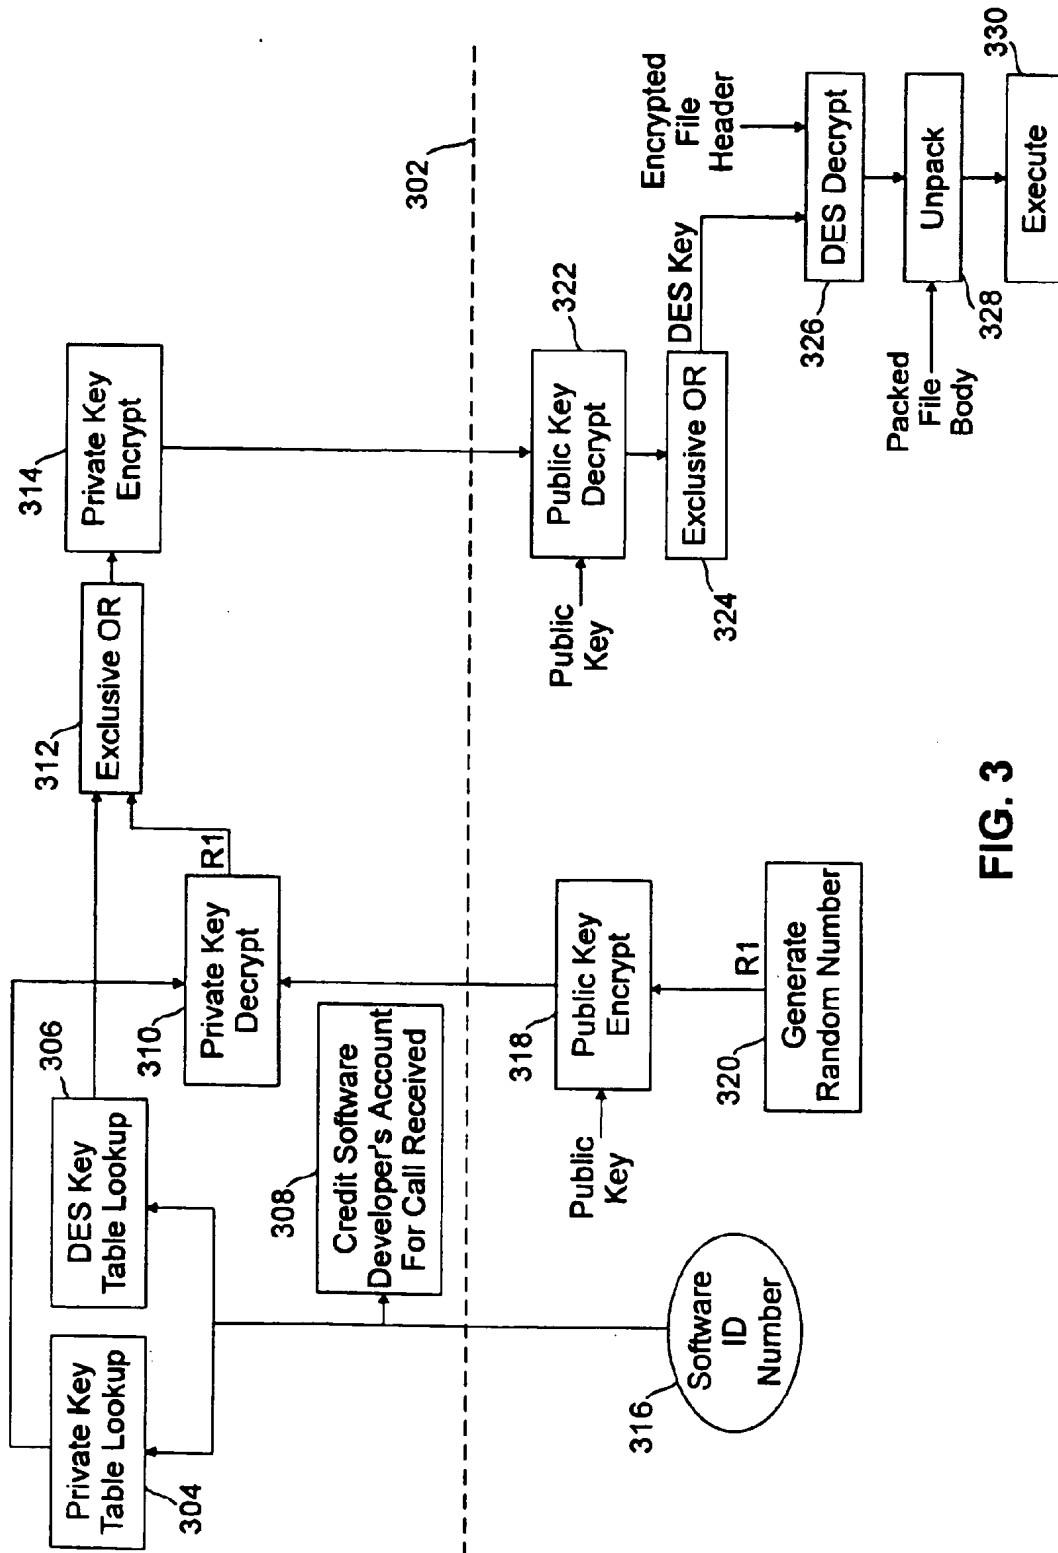 304
Private Key
Table Lookup
306
DES Key
Table Lookup
308
Credit Software
Developer's Account
For Call Received
310
Private Key
Decrypt
R1
312
Exclusive OR
314
Private Key
Encrypt
302
316
Software
ID
Number
Public
Key
318
Public Key
Encrypt
R1
320
Generate
Random Number
Public
Key
322
Public Key
Decrypt
324
Exclusive OR
DES Key
Encrypted
File
Header
326
DES Decrypt
Packed
File
Body
328
Unpack
330
Execute
FIG. 3